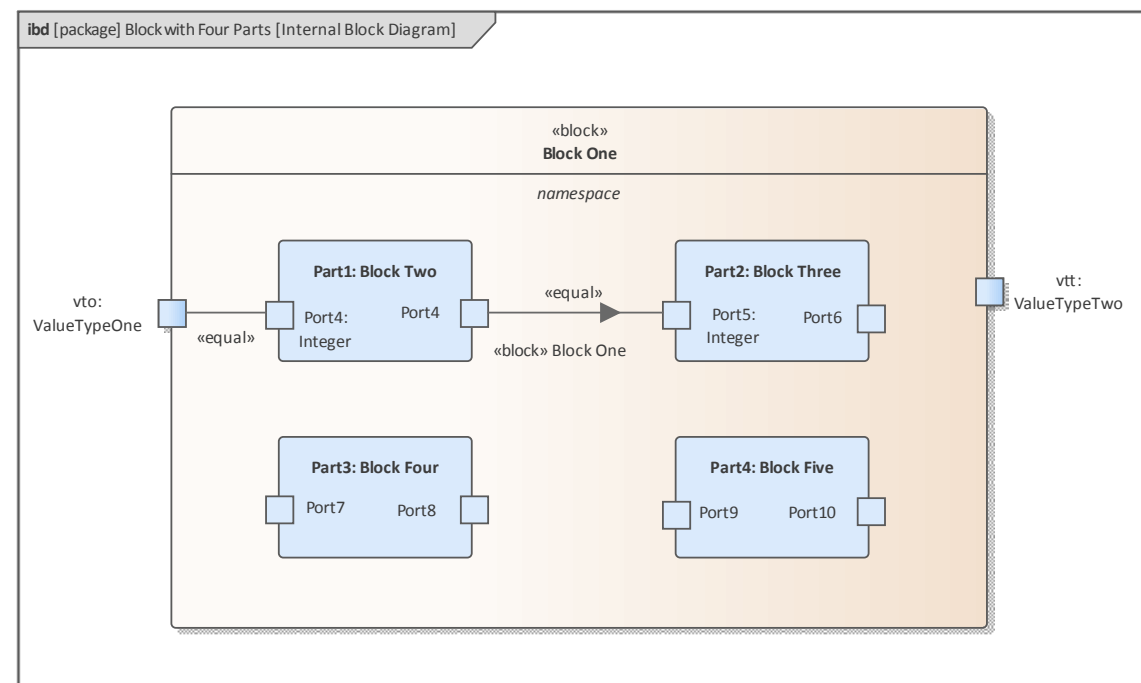 ibd [package] Block with Four Parts [Internal Block Diagram]
«block»
Block One
namespace
Part1: Block Two
Part2: Block Three
vto:
ValueTypeOne
«equal»
Port4:
Integer
Port4
«equal»
«block» Block One
Port5:
Integer
Port6
vtt:
ValueTypeTwo
Part3: Block Four
Part4: Block Five
Port7
Port8
Port9
Port10